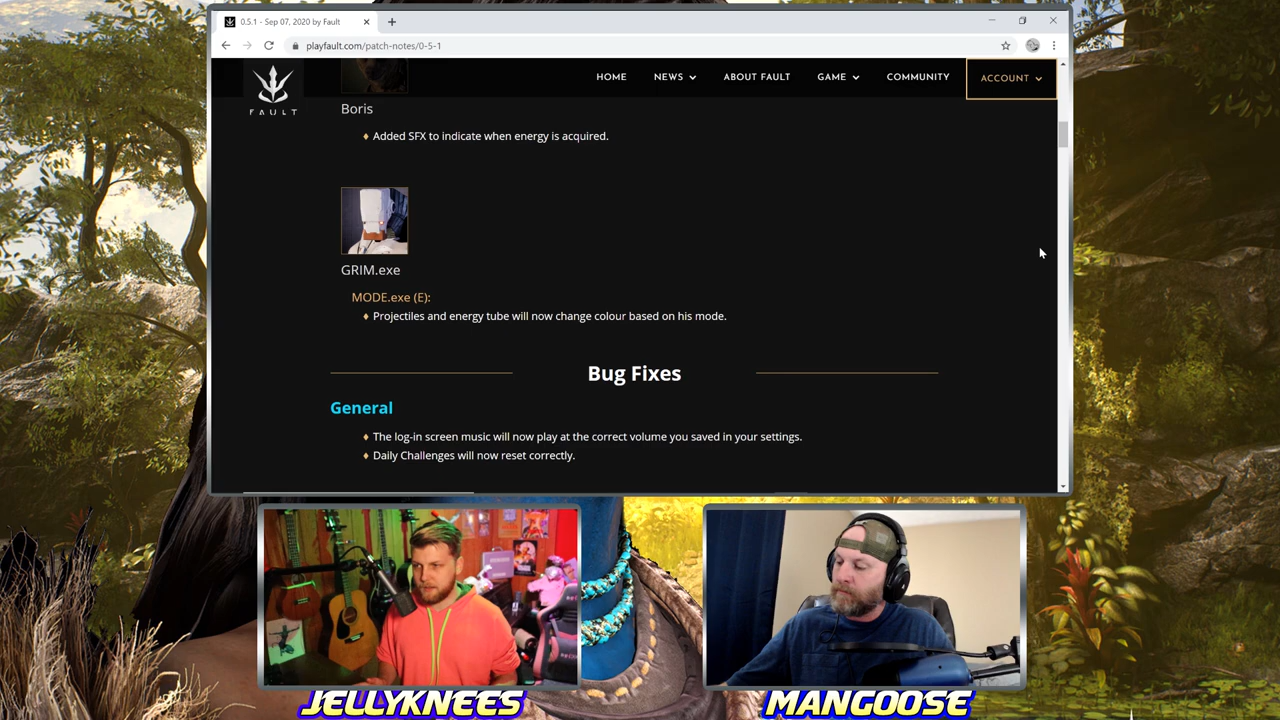 0.5.1 - Sep 07, 2020 by Fault
playfault.com/patch-notes/0-5-1
FAULT
HOME NEWS ABOUT FAULT GAME COMMUNITY ACCOUNT
Boris
Added SFX to indicate when energy is acquired.
GRIM.exe
MODE.exe (E):
Projectiles and energy tube will now change colour based on his mode.
Bug Fixes
General
The log-in screen music will now play at the correct volume you saved in your settings.
Daily Challenges will now reset correctly.
JELLYKNEES
MANGOOSE